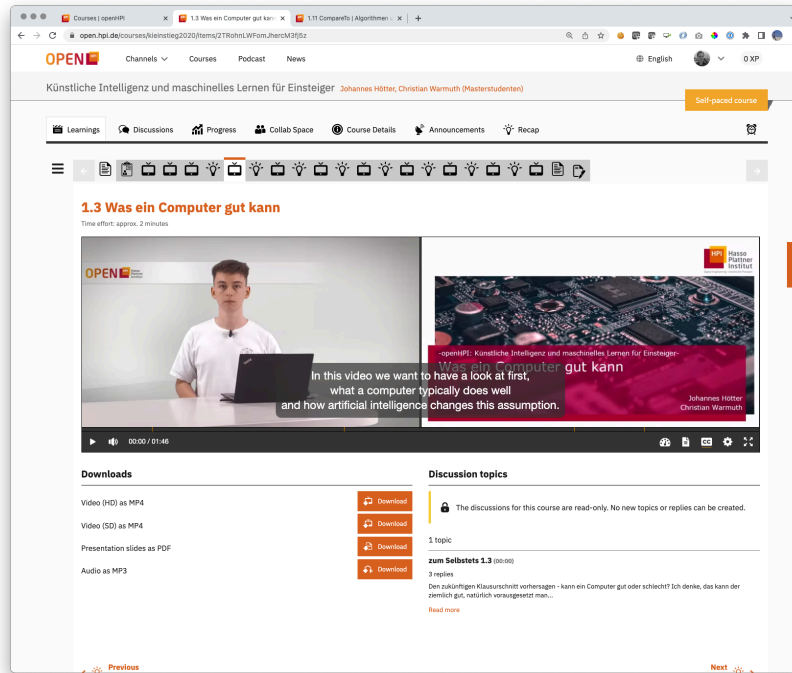 Courses | openHPI
1.3 Was ein Computer gut kann
1.11 CompareTo | Algorithmen u
open.hpi.de/courses/kleinstieg2020/items/2TRohnLWFomJhercM3fj5z
OPENHPI
Channels
Courses
Podcast
News
English
0 XP
Künstliche Intelligenz und maschinelles Lernen für Einsteiger Johannes Hötter, Christian Warmuth (Masterstudenten)
Self-paced course
Learnings
Discussions
Progress
Collab Space
Course Details
Announcements
Recap
1.3 Was ein Computer gut kann
Time effort: approx. 2 minutes
OPENHPI
HPI Hasso
Plattner
Institut
-openHPI: Künstliche Intelligenz und maschinelles Lernen für Einsteiger-
Was ein Computer gut kann
Johannes Hötter
Christian Warmuth
In this video we want to have a look at first,
what a computer typically does well
and how artificial intelligence changes this assumption.
00:00 / 01:46
CC
Downloads
Video (HD) as MP4
Download
Video (SD) as MP4
Download
Presentation slides as PDF
Download
Audio as MP3
Download
Discussion topics
The discussions for this course are read-only. No new topics or replies can be created.
1 topic
zum Selbstets 1.3 (00:00)
3 replies
Den zukünftigen Klausurschnitt vorhersagen - kann ein Computer gut oder schlecht? Ich denke, das kann der
ziemlich gut, natürlich vorausgesetzt man...
Read more
Previous
Next